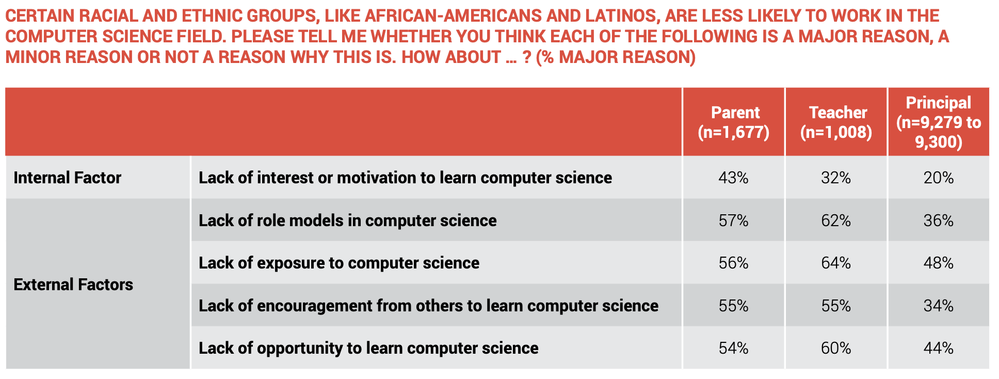 CERTAIN RACIAL AND ETHNIC GROUPS, LIKE AFRICAN-AMERICANS AND LATINOS, ARE LESS LIKELY TO WORK IN THE
COMPUTER SCIENCE FIELD. PLEASE TELL ME WHETHER YOU THINK EACH OF THE FOLLOWING IS A MAJOR REASON, A
MINOR REASON OR NOT A REASON WHY THIS IS. HOW ABOUT ... ? (% MAJOR REASON)
Parent
(n=1,677)
Teacher
(n=1,008)
Principal
(n=9,279 to
9,300)
Internal Factor
Lack of interest or motivation to learn computer science
43%
32%
20%
External Factors
Lack of role models in computer science
57%
62%
36%
Lack of exposure to computer science
56%
64%
48%
Lack of encouragement from others to learn computer science
55%
55%
34%
Lack of opportunity to learn computer science
54%
60%
44%